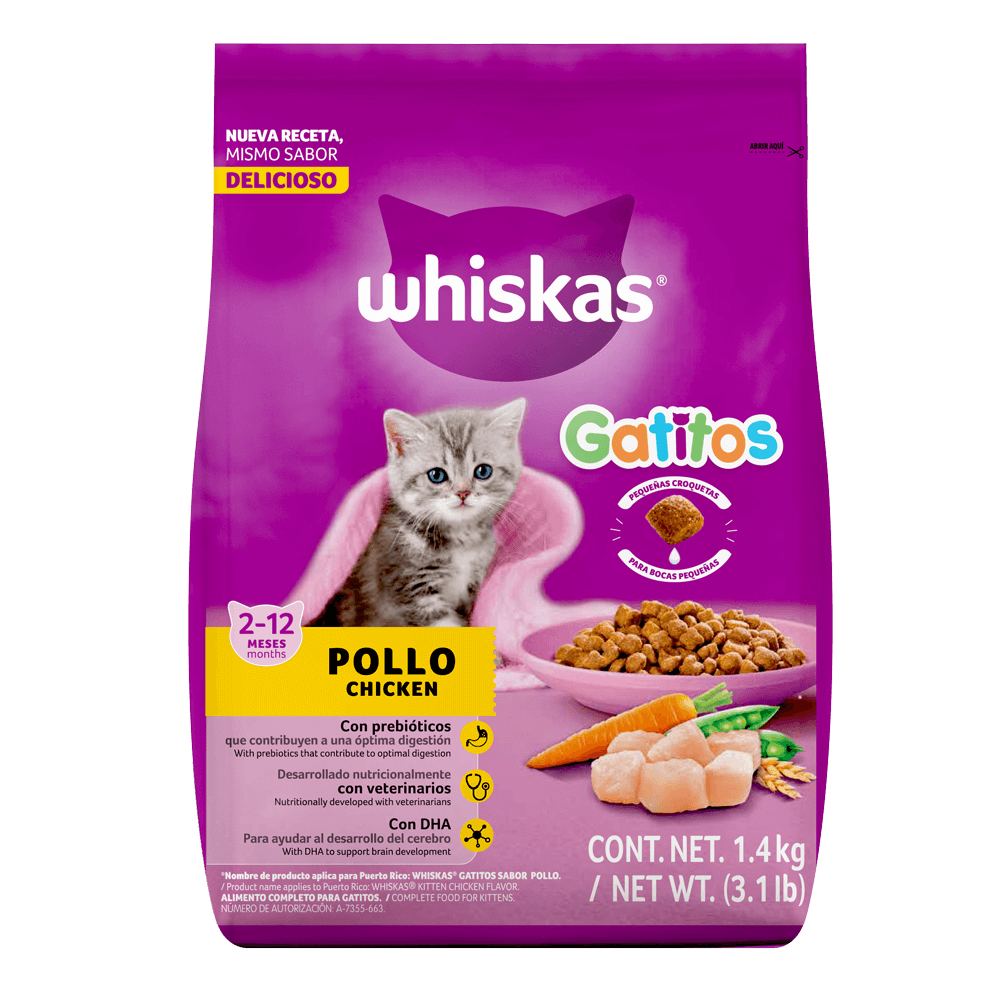 NUEVA RECETA,
MISMO SABOR
DELICIOSO
ABRIR AQUÍ
whiskas®
Gatitos
PEQUEÑAS CROQUETAS
PARA BOCAS PEQUEÑAS
2-12
MESES
months
POLLO
CHICKEN
Con prebióticos
que contribuyen a una óptima digestión
With prebiotics that contribute to optimal digestion
Desarrollado nutricionalmente
con veterinarios
Nutritionally developed with veterinarians
Con DHA
Para ayudar al desarrollo del cerebro
With DHA to support brain development
CONT. NET. 1.4 kg
/ NET WT. (3.1 lb)
*Nombre de producto aplica para Puerto Rico: WHISKAS® GATITOS SABOR POLLO.
/ Product name applies to Puerto Rico: WHISKAS® KITTEN CHICKEN FLAVOR.
ALIMENTO COMPLETO PARA GATITOS. / COMPLETE FOOD FOR KITTENS.
NÚMERO DE AUTORIZACIÓN: A-7355-663.